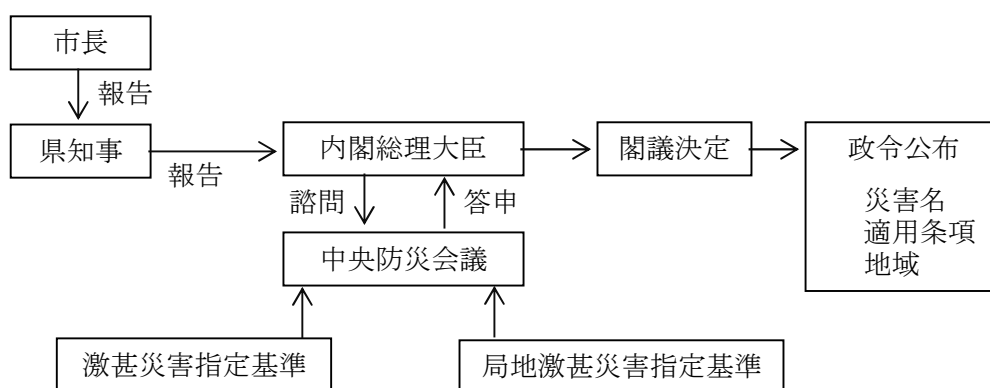 市長
報告
県知事
報告
内閣総理大臣
閣議決定
政令公布
災害名
適用条項
地域
諮問
答申
中央防災会議
激甚災害指定基準
局地激甚災害指定基準